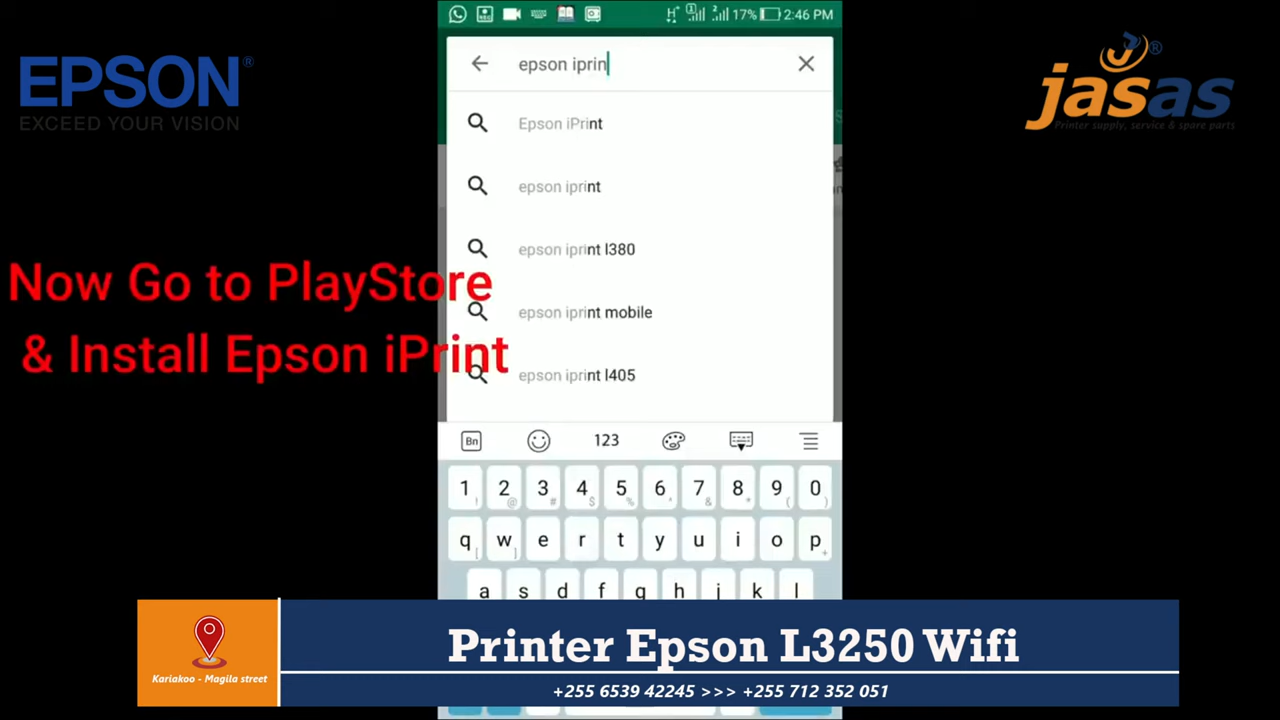 EPSON®
EXCEED YOUR VISION
jasas®
Printer supply, service & spare parts
1 2 17% 2:46 PM
epson iprin
Epson iPrint
epson iprint
epson iprint l380
epson iprint mobile
epson iprint l405
Now Go to PlayStore
& Install Epson iPrint
Bn 123
1 2 3 4 5 6 7 8 9 0
! @ # $ % & * ( )
q w e r t y u i o p
[ ] +
a s d f g h j k l
Kariakoo - Magila street
Printer Epson L3250 Wifi
+255 6539 42245 >>> +255 712 352 051